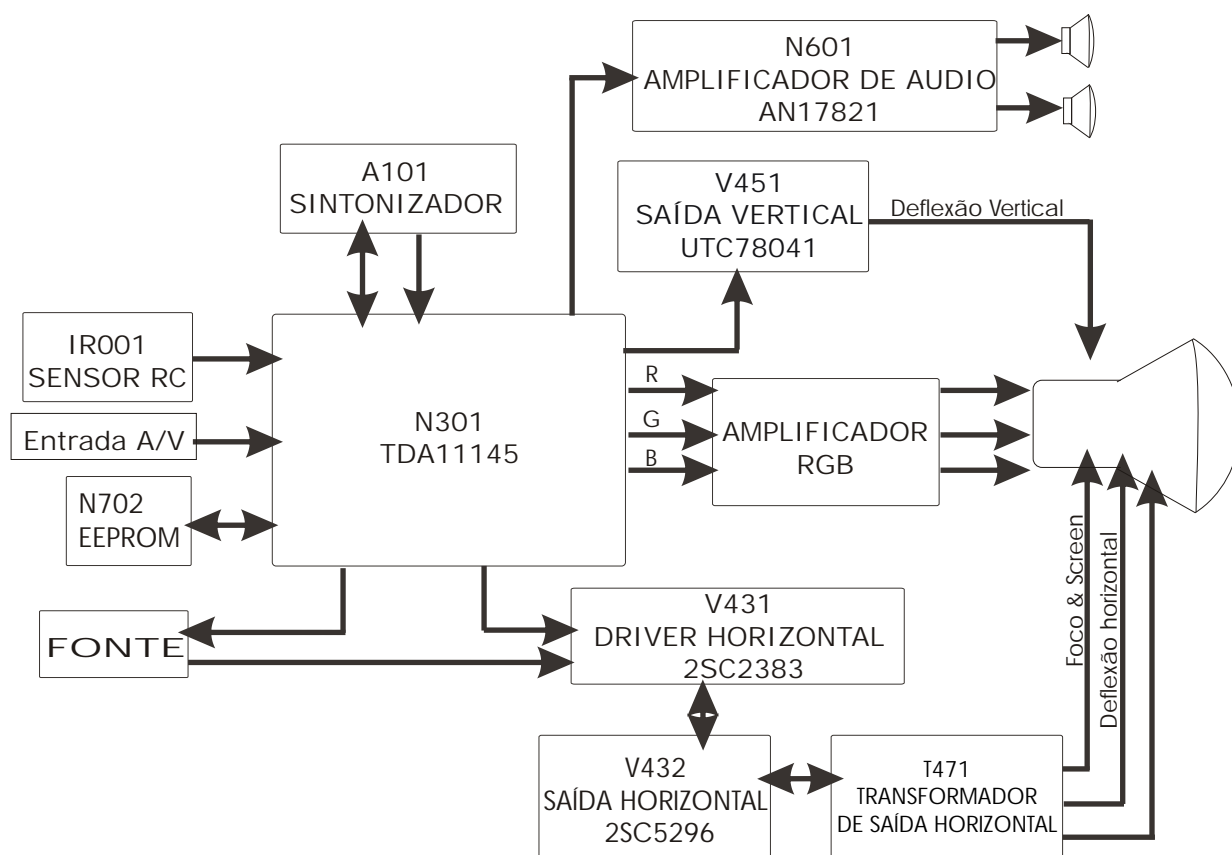 N601
AMPLIFICADOR DE AUDIO
AN17821
A101
SINTONIZADOR
V451
SAÍDA VERTICAL
UTC78041
Deflexão Vertical
IR001
SENSOR RC
Entrada A/V
N702
EEPROM
N301
TDA11145
R
G
B
AMPLIFICADOR
RGB
FONTE
V431
DRIVER HORIZONTAL
2SC2383
V432
SAÍDA HORIZONTAL
2SC5296
T471
TRANSFORMADOR
DE SAÍDA HORIZONTAL
Foco & Screen
Deflexão horizontal